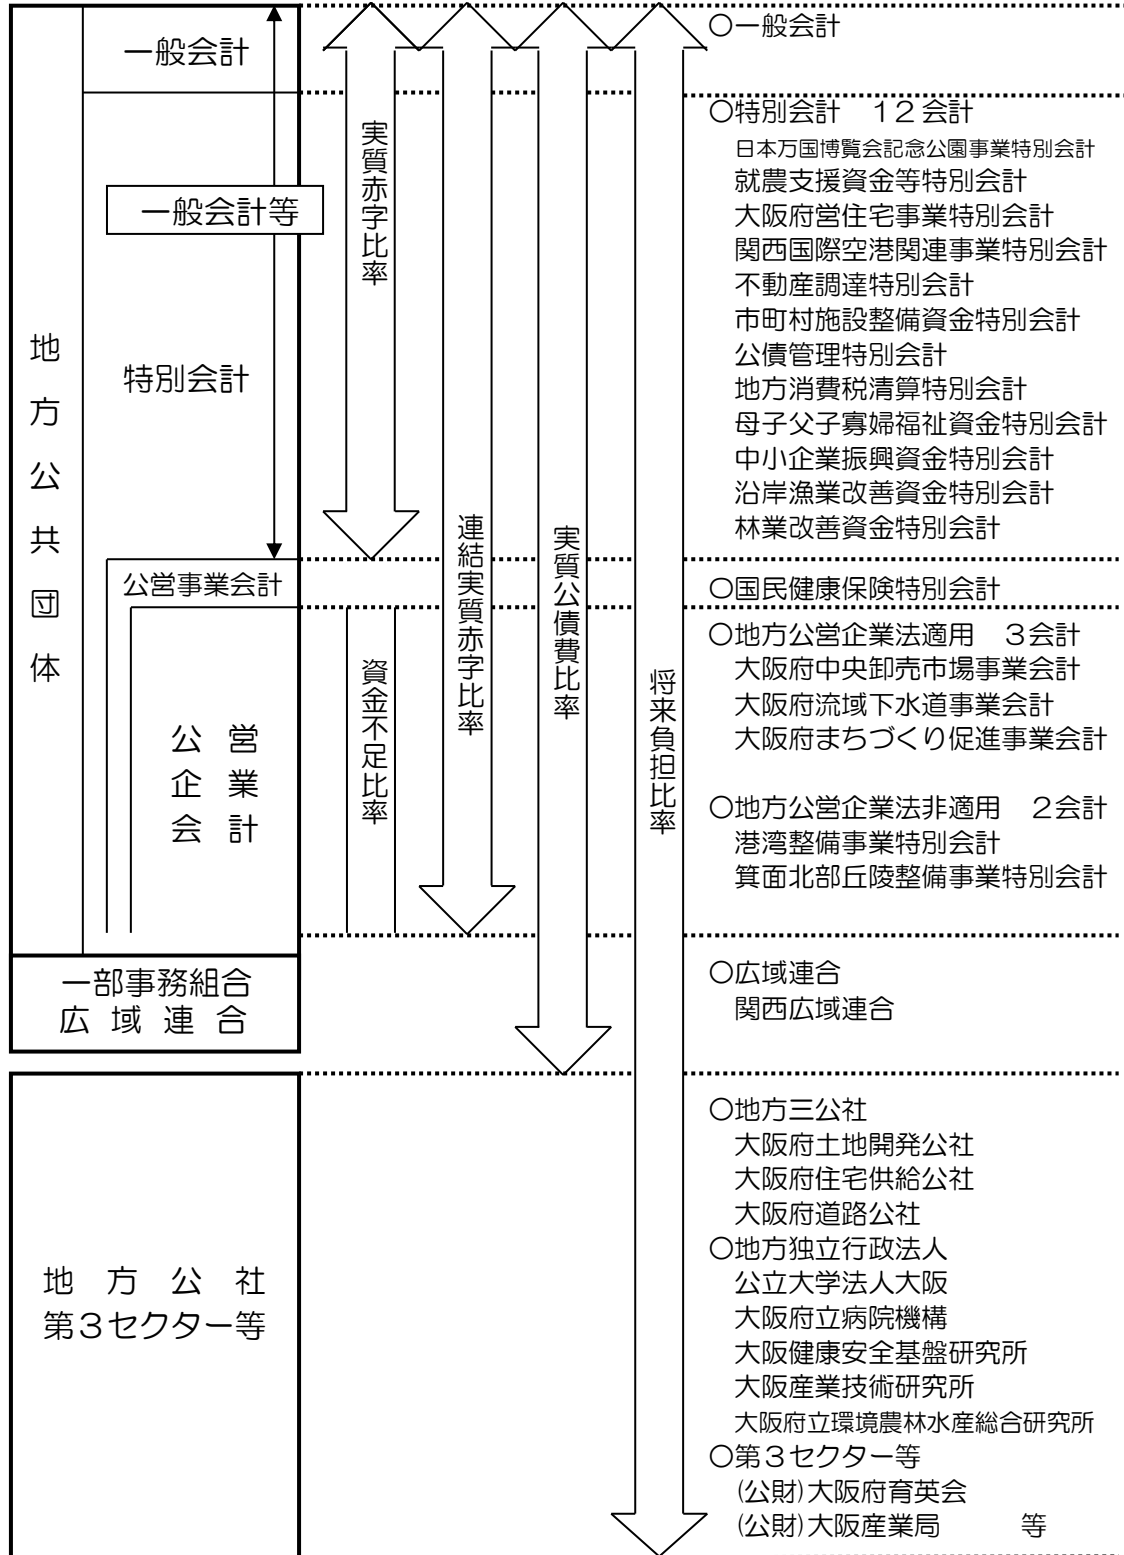 地方公共団体
一般会計
一般会計等
特別会計
公営事業会計
公営
企業
会計
一部事務組合
広域連合
地方公社
第３セクター等
実質赤字比率
資金不足比率
連結実質赤字比率
実質公債費比率
将来負担比率
○一般会計
○特別会計　１２会計
日本万国博覧会記念公園事業特別会計
就農支援資金等特別会計
大阪府営住宅事業特別会計
関西国際空港関連事業特別会計
不動産調達特別会計
市町村施設整備資金特別会計
公債管理特別会計
地方消費税清算特別会計
母子父子寡婦福祉資金特別会計
中小企業振興資金特別会計
沿岸漁業改善資金特別会計
林業改善資金特別会計
○国民健康保険特別会計
○地方公営企業法適用　３会計
大阪府中央卸売市場事業会計
大阪府流域下水道事業会計
大阪府まちづくり促進事業会計
○地方公営企業法非適用　２会計
港湾整備事業特別会計
箕面北部丘陵整備事業特別会計
○広域連合
関西広域連合
○地方三公社
大阪府土地開発公社
大阪府住宅供給公社
大阪府道路公社
○地方独立行政法人
公立大学法人大阪
大阪府立病院機構
大阪健康安全基盤研究所
大阪産業技術研究所
大阪府立環境農林水産総合研究所
○第３セクター等
(公財)大阪府育英会
(公財)大阪産業局　　　等